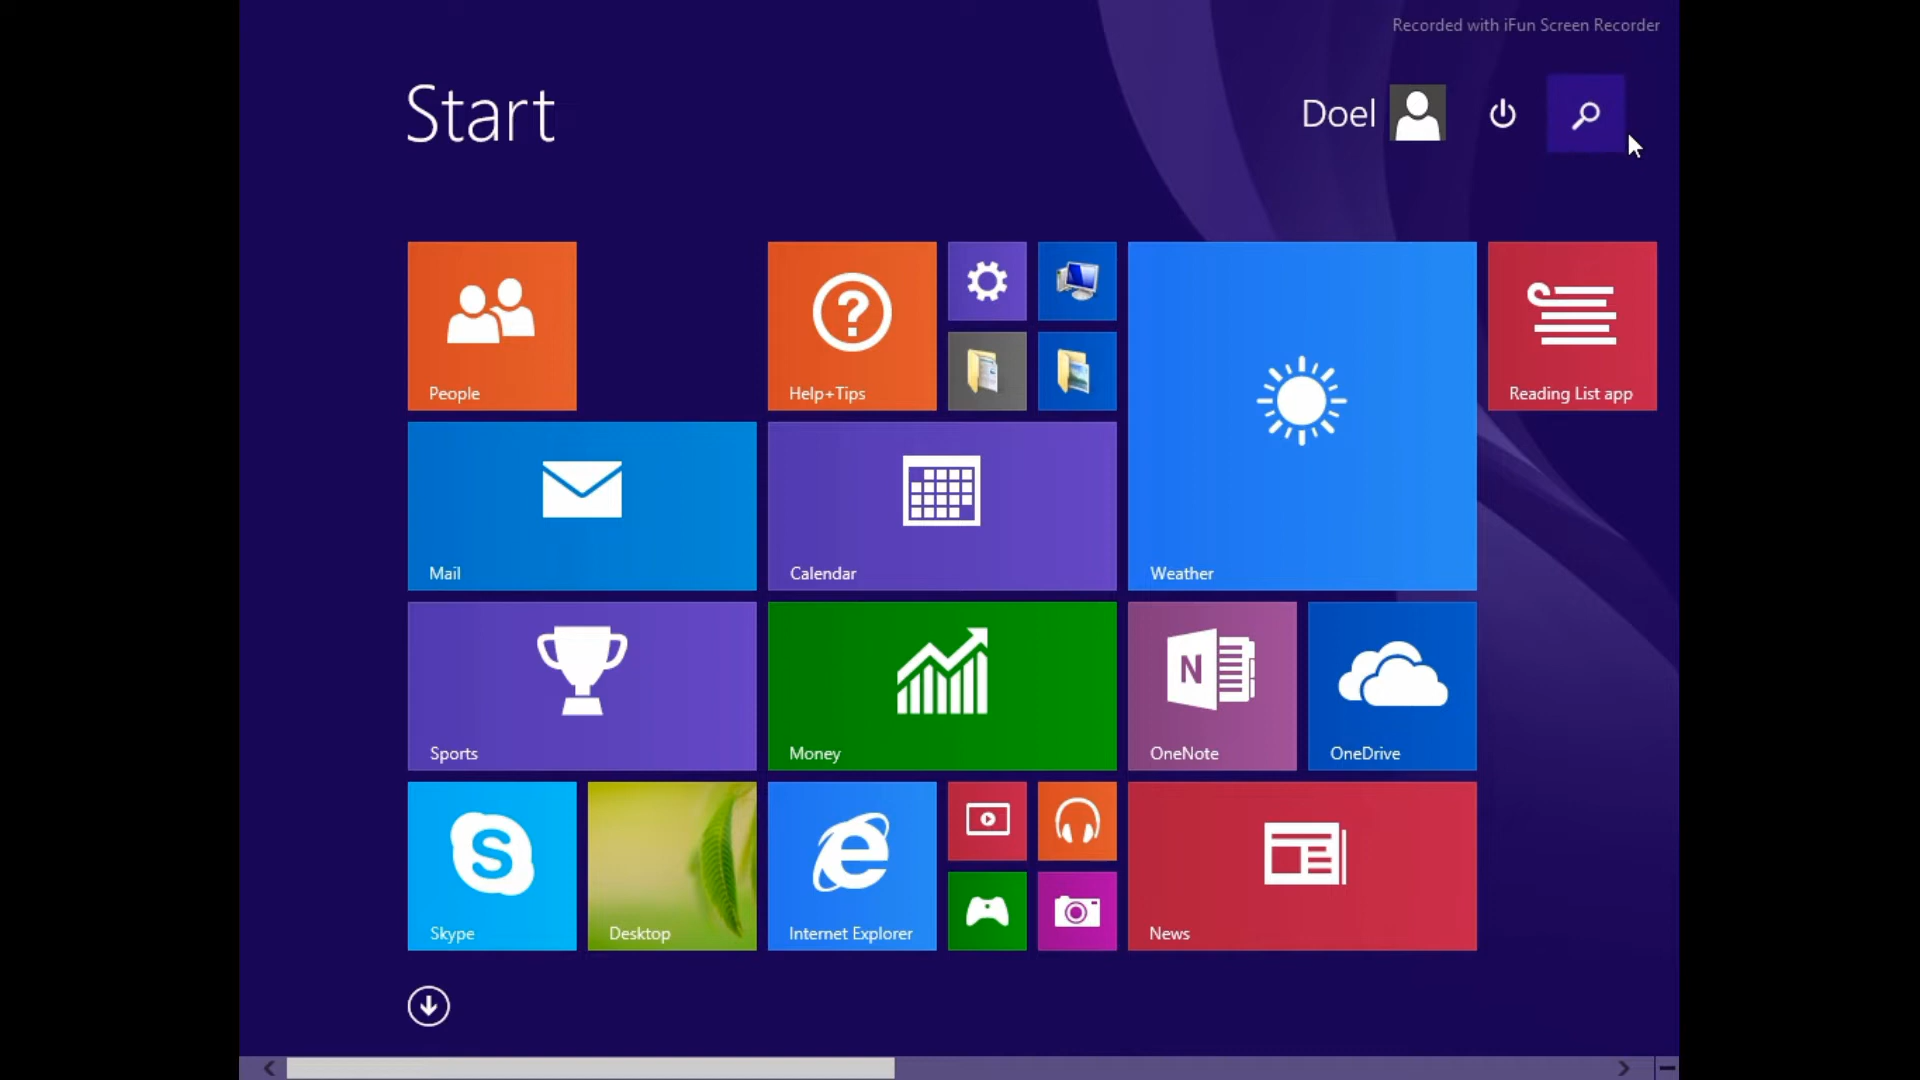 Recorded with iFun Screen Recorder
Start
Doel
People
Help+Tips
Reading List app
Mail
Calendar
Weather
Sports
Money
N
OneNote
OneDrive
S
Skype
Desktop
Internet Explorer
News